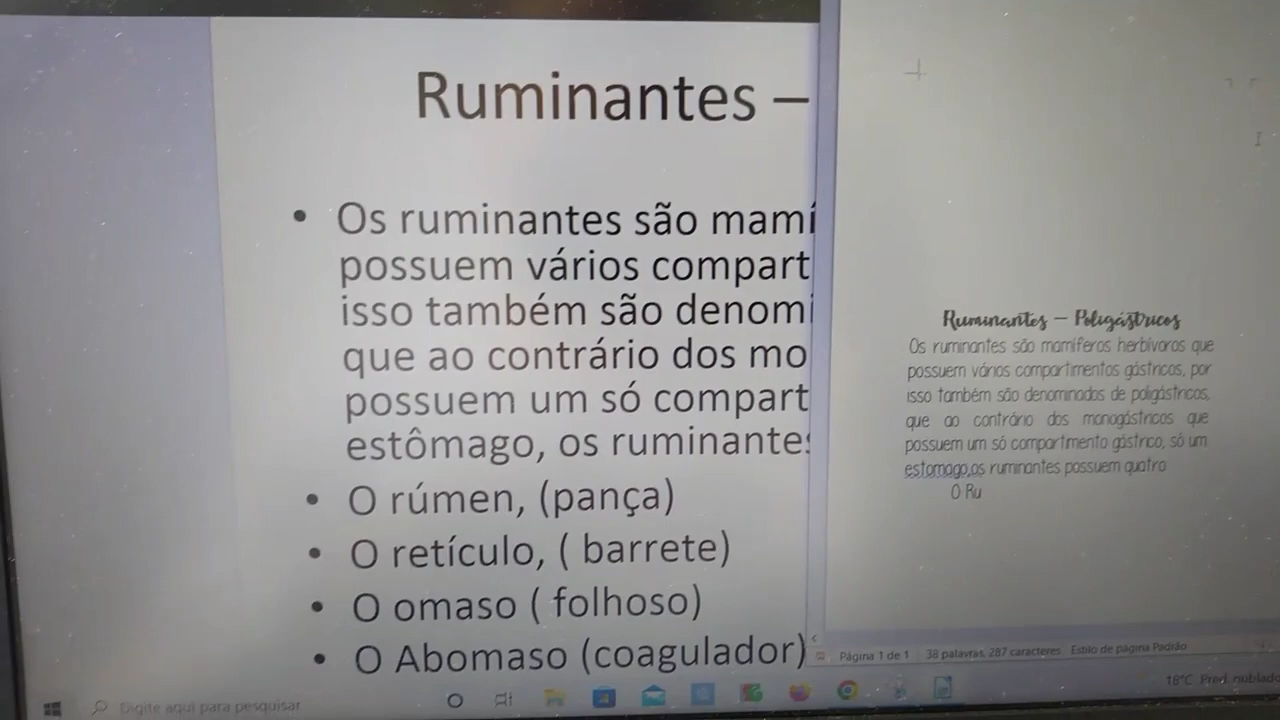 Ruminantes –
• Os ruminantes são mamí
possuem vários compart
isso também são denomi
que ao contrário dos mo
possuem um só compart
estômago, os ruminantes
• O rúmen, (pança)
• O retículo, ( barrete)
• O omaso ( folhoso)
• O Abomaso (coagulador)
Ruminantes – Poligástricos
Os ruminantes são mamíferos herbívoros que
possuem vários compartimentos gástricos, por
isso também são denominados de poligástricos,
que ao contrário dos monogástricos que
possuem um só compartimento gástrico, só um
estomago,os ruminantes possuem quatro
O Ru
Página 1 de 1 38 palavras, 287 caracteres Estilo de página Padrão
Digite aqui para pesquisar
18°C Pred. nublado